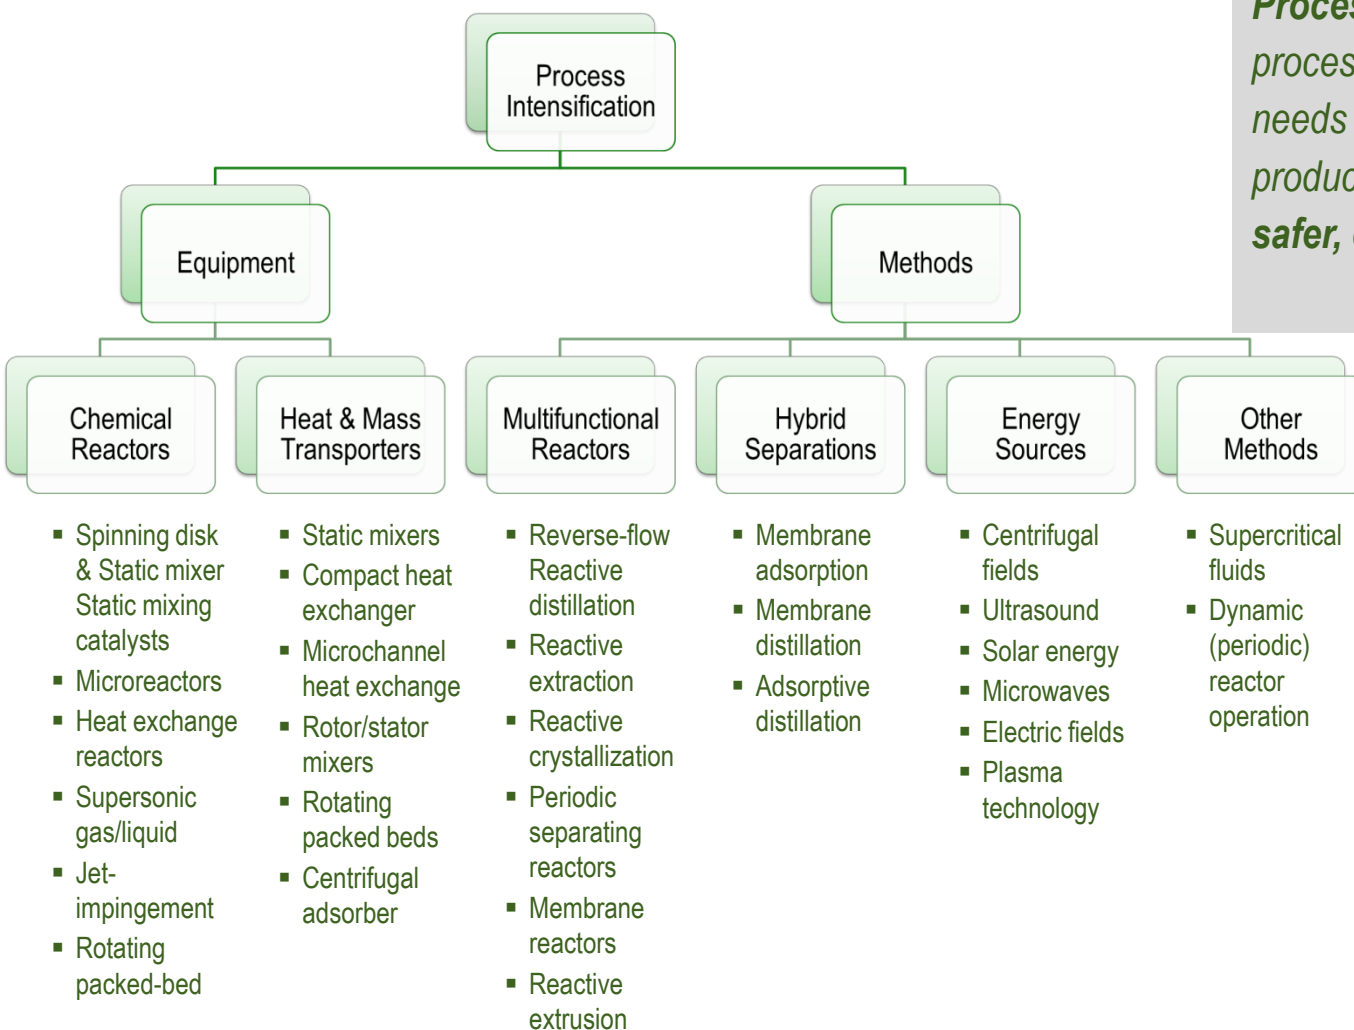 Process
Intensification
Equipment
Methods
Chemical
Reactors
Heat & Mass
Transporters
Multifunctional
Reactors
Hybrid
Separations
Energy
Sources
Other
Methods
▪ Spinning disk
& Static mixer
Static mixing
catalysts
▪ Microreactors
▪ Heat exchange
reactors
▪ Supersonic
gas/liquid
▪ Jet-
impingement
▪ Rotating
packed-bed
▪ Static mixers
▪ Compact heat
exchanger
▪ Microchannel
heat exchange
▪ Rotor/stator
mixers
▪ Rotating
packed beds
▪ Centrifugal
adsorber
▪ Reverse-flow
Reactive
distillation
▪ Reactive
extraction
▪ Reactive
crystallization
▪ Periodic
separating
reactors
▪ Membrane
reactors
▪ Reactive
extrusion
▪ Membrane
adsorption
▪ Membrane
distillation
▪ Adsorptive
distillation
▪ Centrifugal
fields
▪ Ultrasound
▪ Solar energy
▪ Microwaves
▪ Electric fields
▪ Plasma
technology
▪ Supercritical
fluids
▪ Dynamic
(periodic)
reactor
operation
needs
safer,